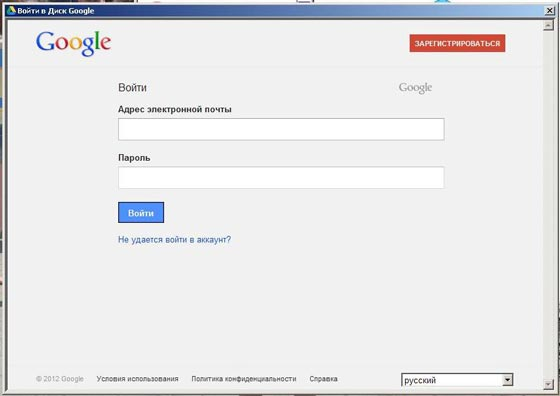 Войти в Диск Google
Google
ЗАРЕГИСТРИРОВАТЬСЯ
Войти
Google
Адрес электронной почты
Пароль
Войти
Не удается войти в аккаунт?
© 2012 Google Условия использования Политика конфиденциальности Справка русский